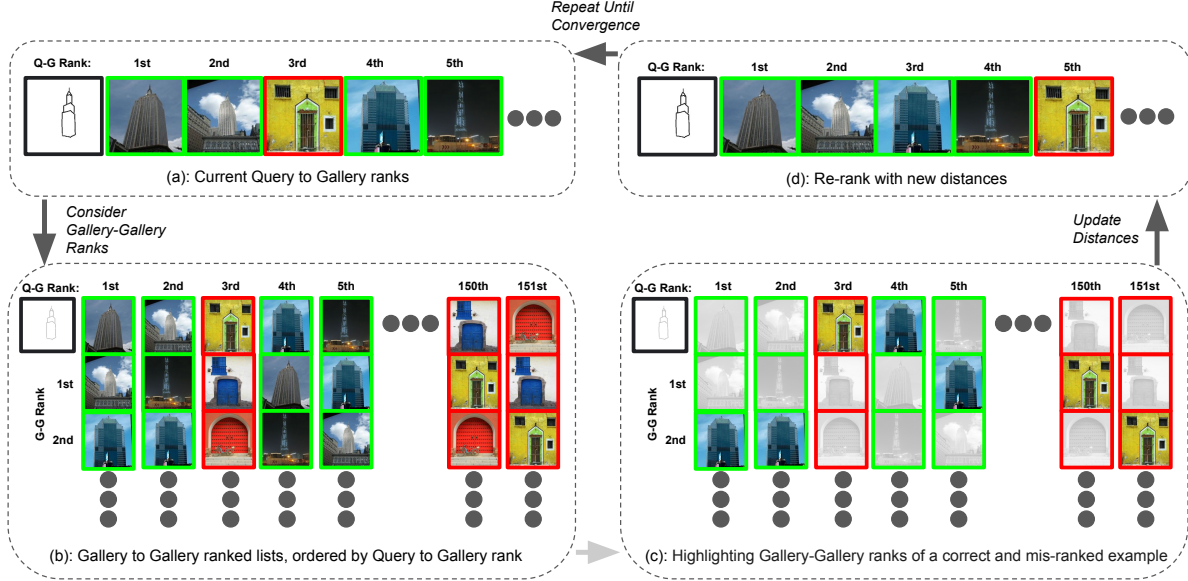 Repeat Until
Convergence
Q-G Rank: 1st 2nd 3rd 4th 5th
(a): Current Query to Gallery ranks
Q-G Rank: 1st 2nd 3rd 4th 5th
(d): Re-rank with new distances
Consider
Gallery-Gallery
Ranks
Update
Distances
Q-G Rank: 1st 2nd 3rd 4th 5th 150th 151st
G-G Rank
1st
2nd
(b): Gallery to Gallery ranked lists, ordered by Query to Gallery rank
Q-G Rank: 1st 2nd 3rd 4th 5th 150th 151st
G-G Rank
1st
2nd
(c): Highlighting Gallery-Gallery ranks of a correct and mis-ranked example